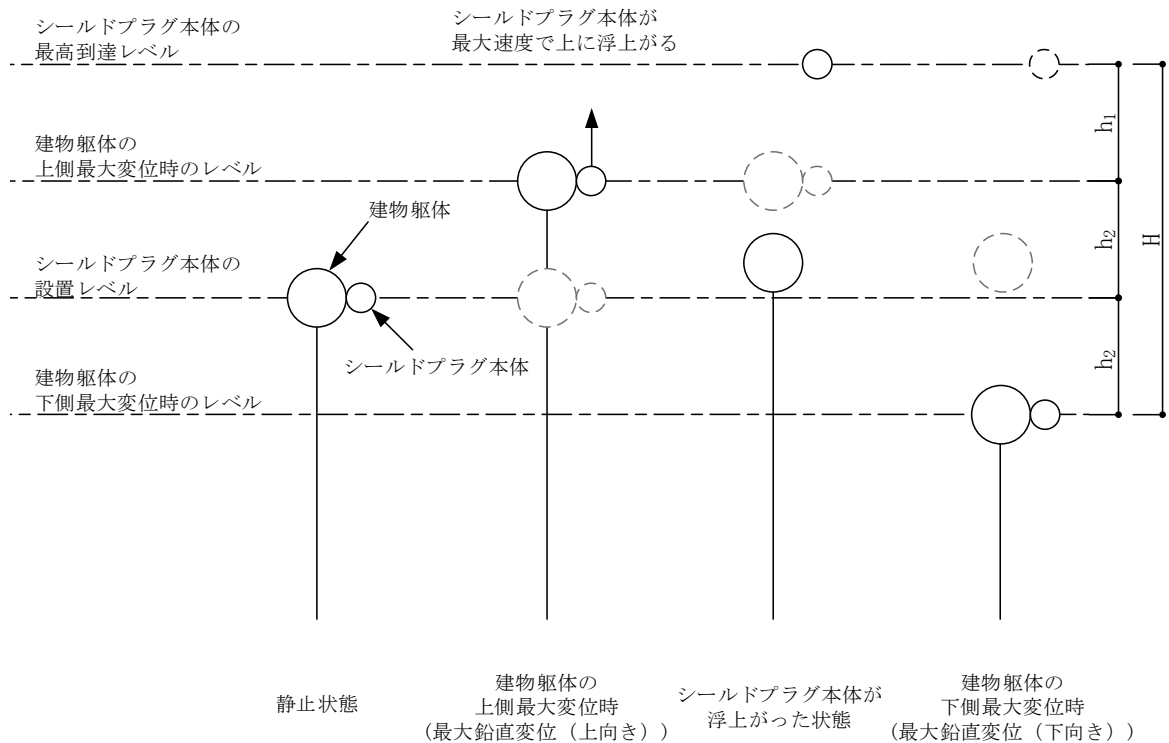 シールドプラグ本体の
最高到達レベル
シールドプラグ本体が
最大速度で上に浮上がる
建物躯体の
上側最大変位時のレベル
建物躯体
シールドプラグ本体の
設置レベル
シールドプラグ本体
建物躯体の
下側最大変位時のレベル
h1
h2
h2
H
静止状態
建物躯体の
上側最大変位時
(最大鉛直変位（上向き）)
シールドプラグ本体が
浮上がった状態
建物躯体の
下側最大変位時
(最大鉛直変位（下向き）)